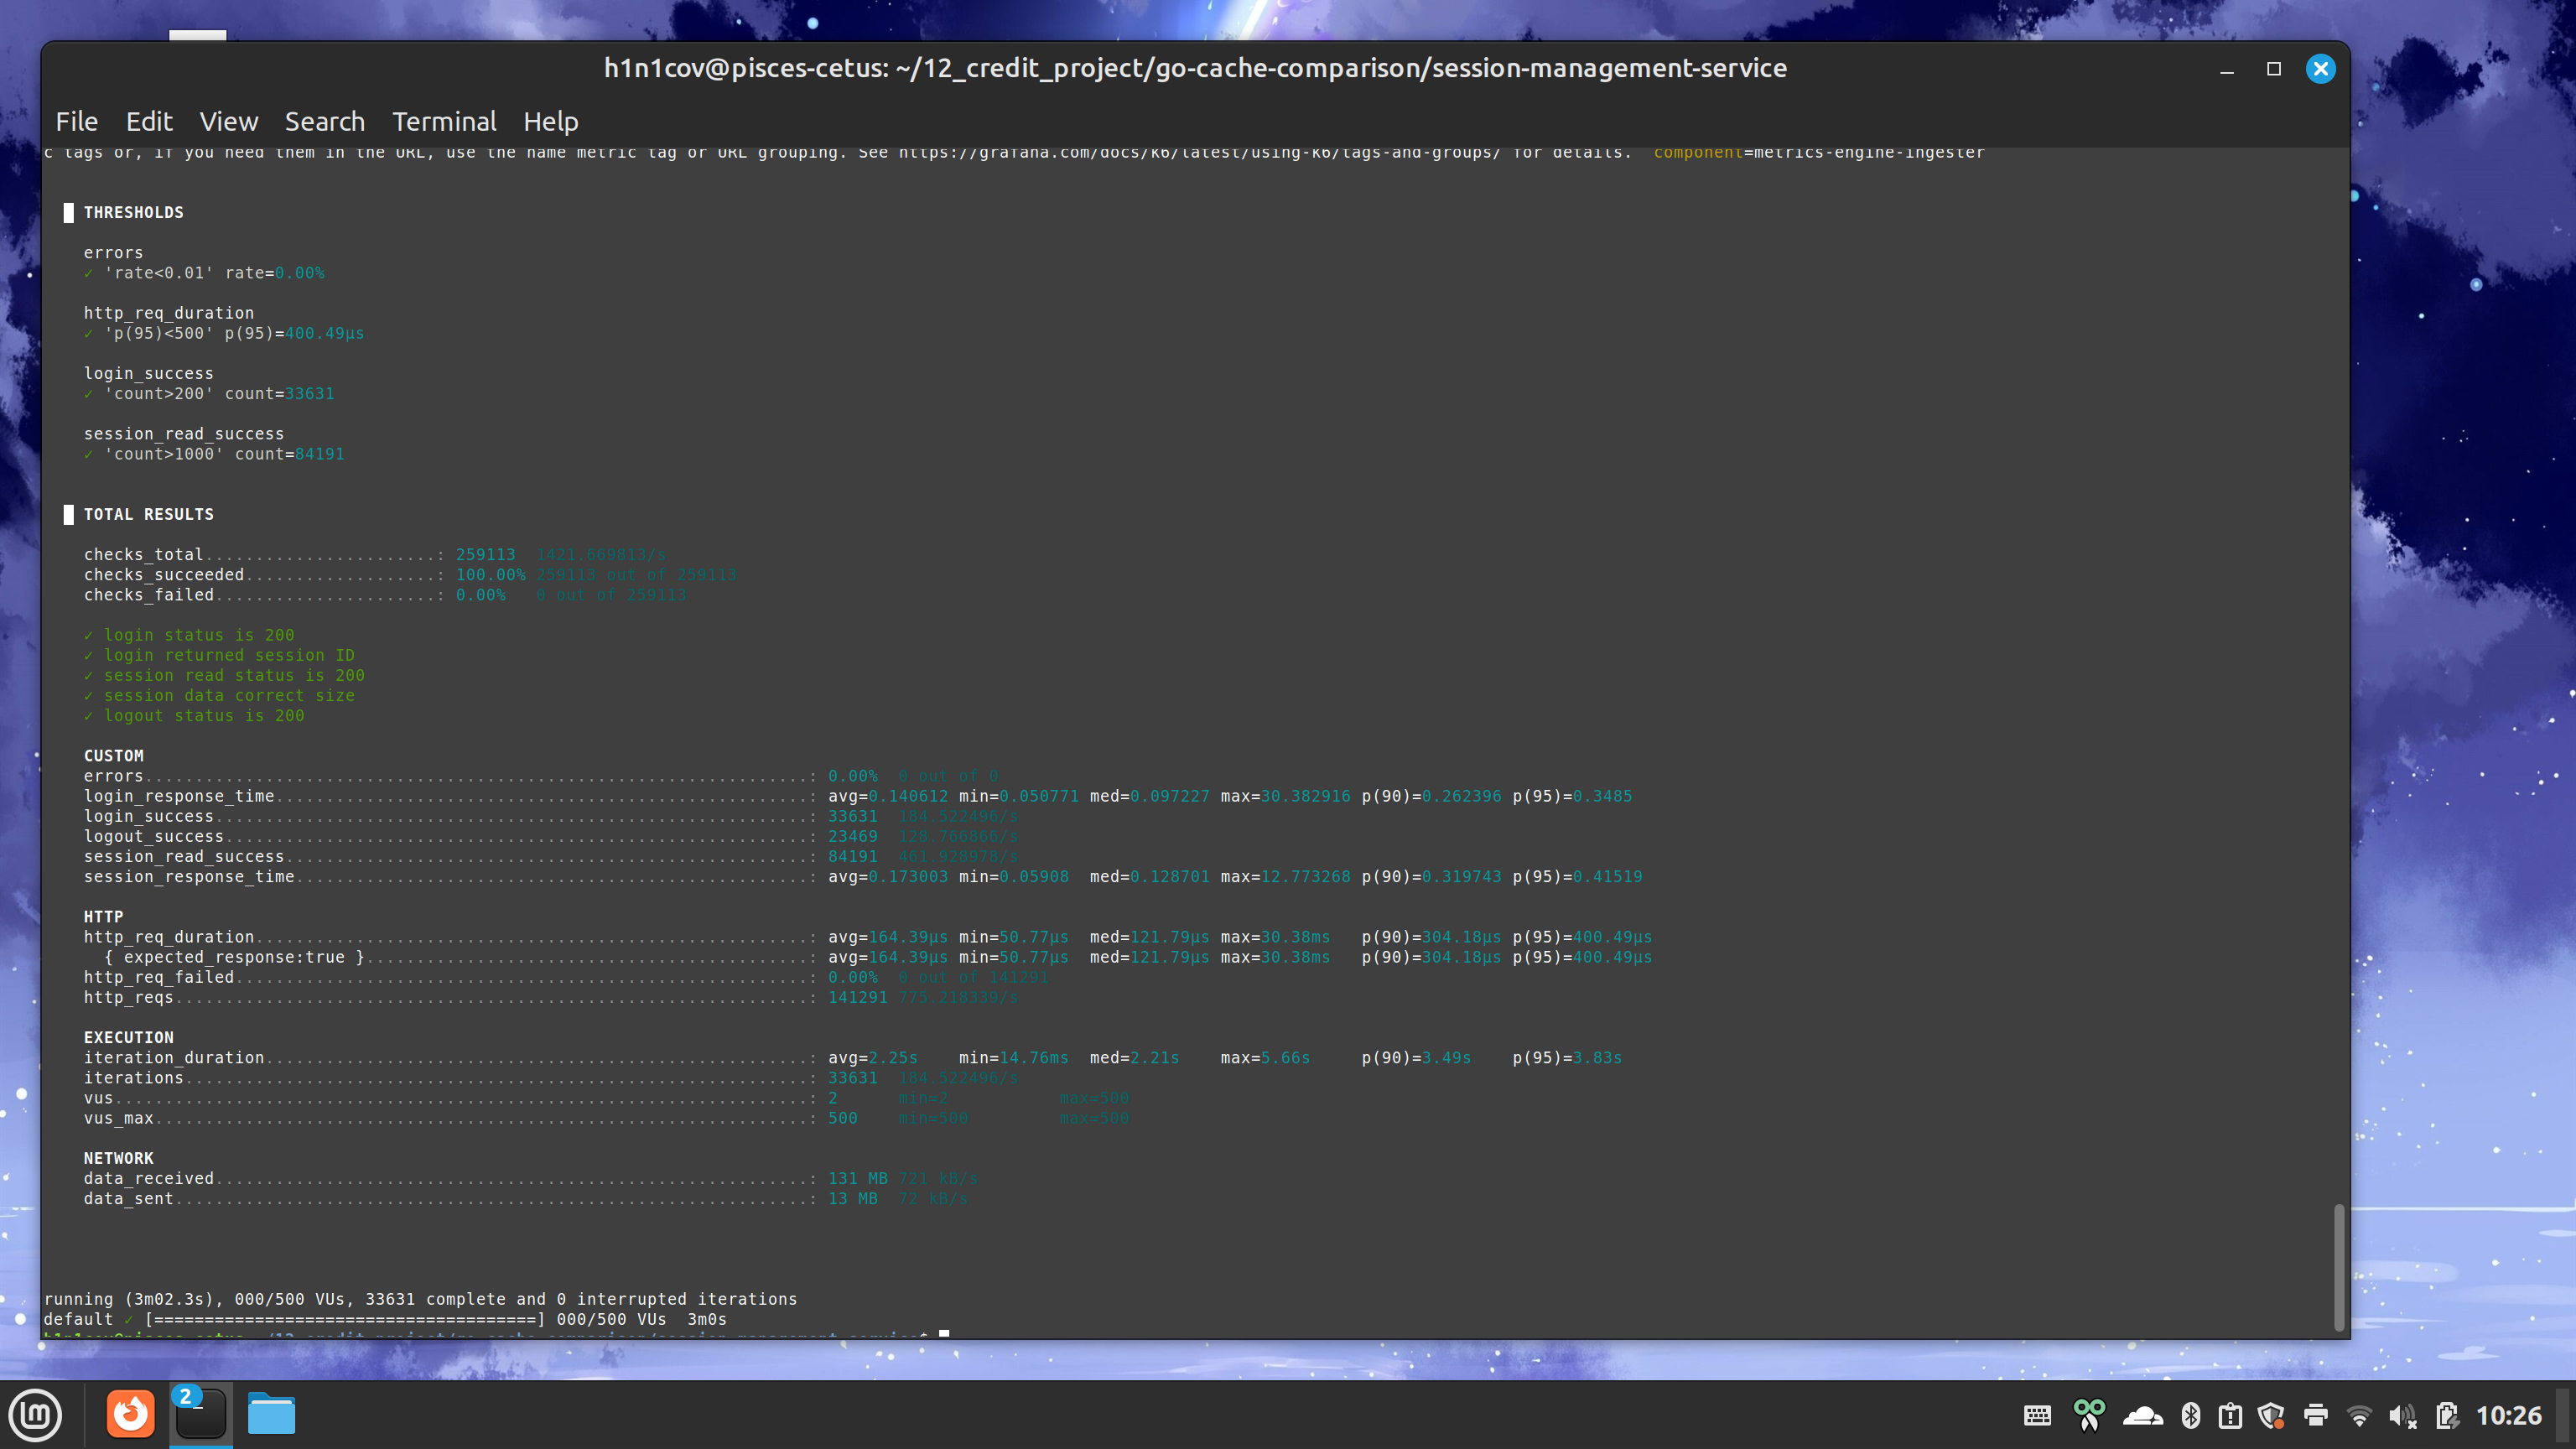 h1n1cov@pisces-cetus: ~/12_credit_project/go-cache-comparison/session-management-service
File Edit View Search Terminal Help
c tags or, if you need them in the URL, use the name metric tag or URL grouping. See https://grafana.com/docs/k6/latest/using-k6/tags-and-groups/ for details. component=metrics-engine-ingester
THRESHOLDS
errors
✓ 'rate<0.01' rate=0.00%
http_req_duration
✓ 'p(95)<500' p(95)=400.49µs
login_success
✓ 'count>200' count=33631
session_read_success
✓ 'count>1000' count=84191
TOTAL RESULTS
checks_total.......................: 259113 1421.669813/s
checks_succeeded...................: 100.00% 259113 out of 259113
checks_failed......................: 0.00% 0 out of 259113
✓ login status is 200
✓ login returned session ID
✓ session read status is 200
✓ session data correct size
✓ logout status is 200
CUSTOM
errors..................................................................: 0.00% 0 out of 0
login_response_time.....................................................: avg=0.140612 min=0.050771 med=0.097227 max=30.382916 p(90)=0.262396 p(95)=0.3485
login_success...........................................................: 33631 184.522496/s
logout_success..........................................................: 23469 128.766866/s
session_read_success....................................................: 84191 461.928978/s
session_response_time...................................................: avg=0.173003 min=0.05908 med=0.128701 max=12.773268 p(90)=0.319743 p(95)=0.41519
HTTP
http_req_duration.......................................................: avg=164.39µs min=50.77µs med=121.79µs max=30.38ms p(90)=304.18µs p(95)=400.49µs
{ expected_response:true }............................................: avg=164.39µs min=50.77µs med=121.79µs max=30.38ms p(90)=304.18µs p(95)=400.49µs
http_req_failed.........................................................: 0.00% 0 out of 141291
http_reqs...............................................................: 141291 775.218339/s
EXECUTION
iteration_duration......................................................: avg=2.25s min=14.76ms med=2.21s max=5.66s p(90)=3.49s p(95)=3.83s
iterations..............................................................: 33631 184.522496/s
vus.....................................................................: 2 min=2 max=500
vus_max.................................................................: 500 min=500 max=500
NETWORK
data_received...........................................................: 131 MB 721 kB/s
data_sent...............................................................: 13 MB 72 kB/s
running (3m02.3s), 000/500 VUs, 33631 complete and 0 interrupted iterations
default ✓ [======================================] 000/500 VUs 3m0s
h1n1cov@pisces-cetus:~/12_credit_project/go-cache-comparison/session-management-service$
2
10:26